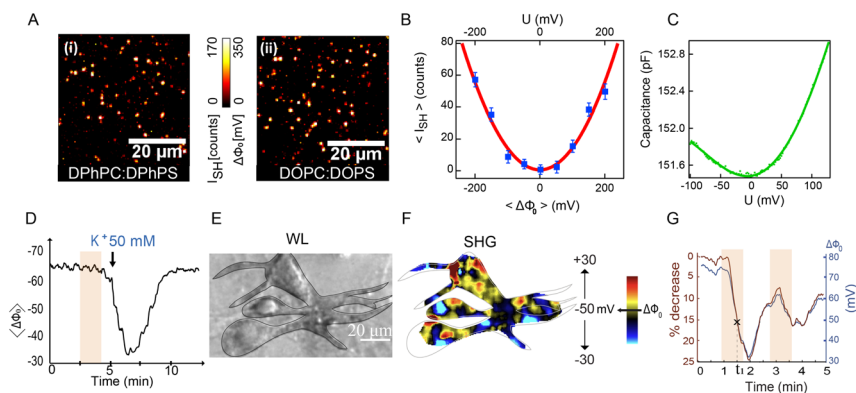 A
(i)
20 µm
DPhPC:DPhPS
0 170
I SH [counts]
0 350
ΔΦ₀[mV]
(ii)
20 µm
DOPC:DOPS
B
U (mV)
-200 0 200
80
60
40
20
0
< I SH > (counts)
-200 0 200
< ΔΦ₀ > (mV)
C
152.8
152.4
152.0
151.6
Capacitance (pF)
-100 -50 0 50 100
U (mV)
D
K⁺50 mM
-70
-60
-50
-40
-30
⟨ΔΦ₀⟩
0 5 10
Time (min)
E
WL
20 µm
F
SHG
+30
-50 mV
-30
ΔΦ₀
G
0
5
10
15
20
25
% decrease
ΔΦ₀
80
70
60
50
40
30
(mV)
0 1 t₁ 2 3 4 5
Time (min)